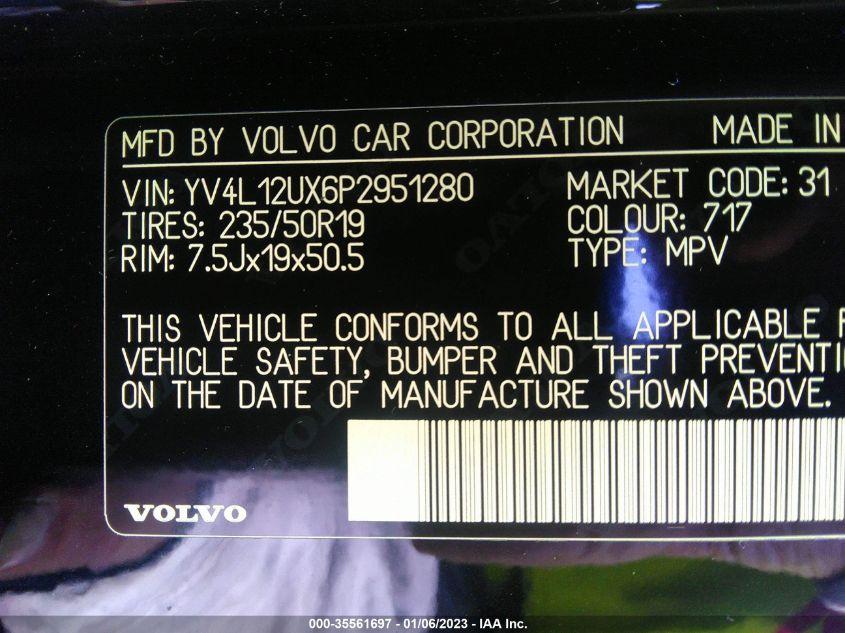 MFD BY VOLVO CAR CORPORATION MADE IN
VIN: YV4L12UX6P2951280 MARKET CODE: 31
TIRES: 235/50R19 COLOUR: 717
RIM: 7.5Jx19x50.5 TYPE: MPV
THIS VEHICLE CONFORMS TO ALL APPLICABLE
VEHICLE SAFETY, BUMPER AND THEFT PREVENTI
ON THE DATE OF MANUFACTURE SHOWN ABOVE.
VOLVO
000-35561697 - 01/06/2023 - IAA Inc.